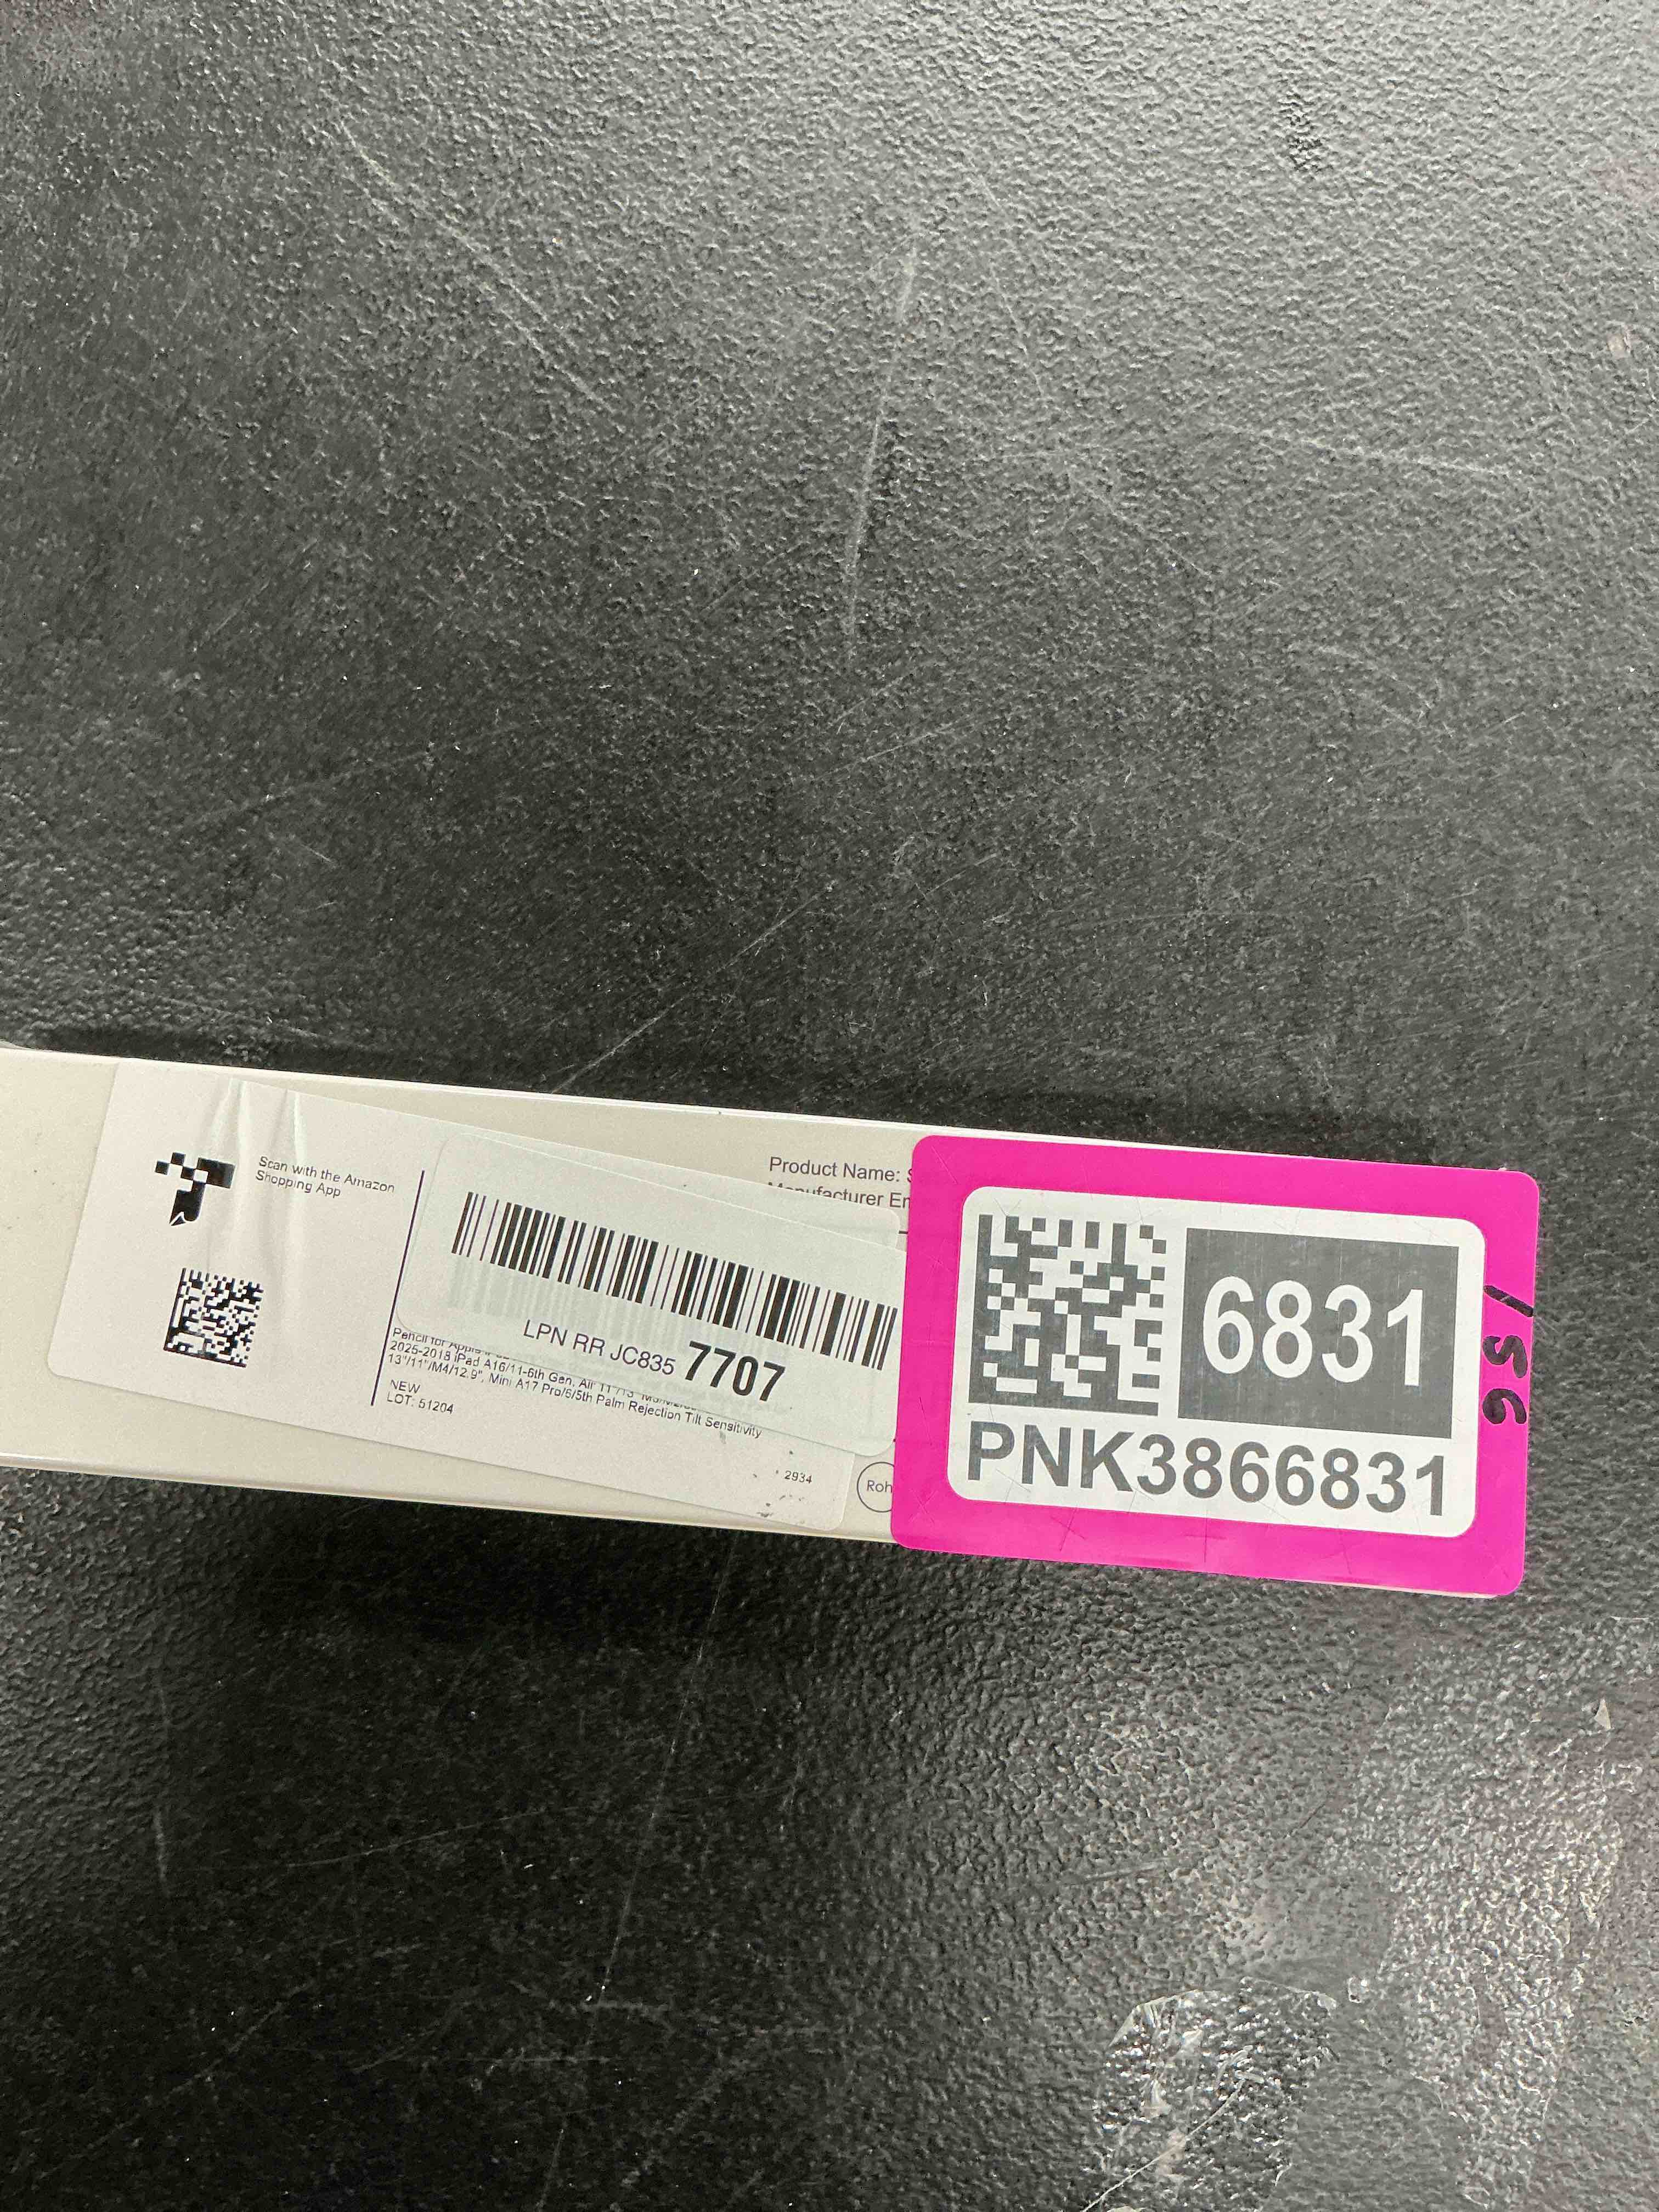 Scan with the Amazon
Shopping App
LPN RR JC835 7707
Pencil for Apple
2025-2018 iPad A16/11-6th Gen, Air 11"/13"
13"/11"/M4/12.9", Mini A17 Pro/6/5th Palm Rejection Tilt Sensitivity
NEW
LOT: 51204
2934
Product Name:
Manufacturer
RoH
6831
PNK3866831